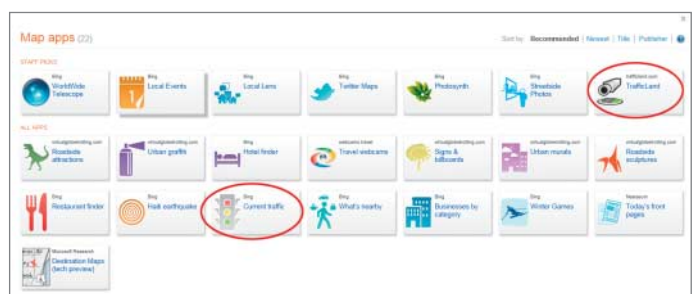 Map apps (22)
Sort by: Recommended | Newest | Title | Publisher
STAFF PICKS
Bing
WorldWide
Telescope
Bing
Local Events
Bing
Local Lens
Bing
Twitter Maps
Bing
Photosynth
Bing
Streetside
Photos
trafficland.com
TrafficLand
ALL APPS
virtualglobetrotting.com
Roadside
attractions
virtualglobetrotting.com
Urban graffiti
Bing
Hotel finder
webcams.travel
Travel webcams
virtualglobetrotting.com
Signs &
billboards
virtualglobetrotting.com
Urban murals
virtualglobetrotting.com
Roadside
sculptures
Bing
Restaurant finder
Bing
Haiti earthquake
Bing
Current traffic
Bing
What's nearby
Bing
Businesses by
category
Bing
Winter Games
Newseum
Today's front
pages
Microsoft Research
Destination Maps
(tech preview)